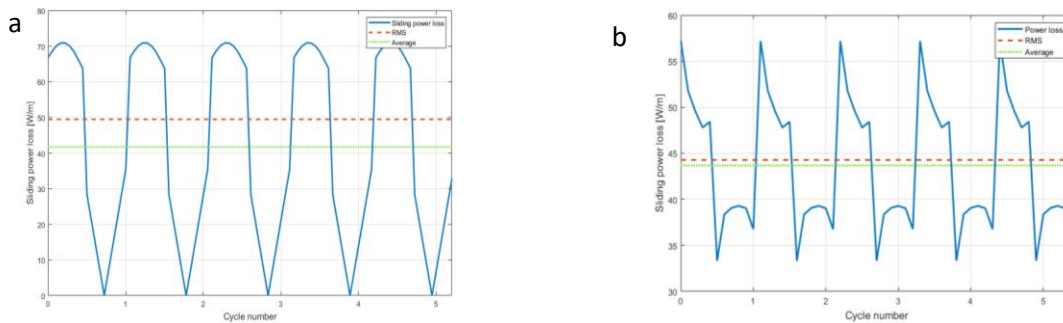 a
80
70
60
50
40
30
20
10
0
Sliding power loss [W/m]
0 1 2 3 4 5
Cycle number
Sliding power loss
RMS
Average
b
60
55
50
45
40
35
30
Sliding power loss [W/m]
0 1 2 3 4 5
Cycle number
Power loss
RMS
Average